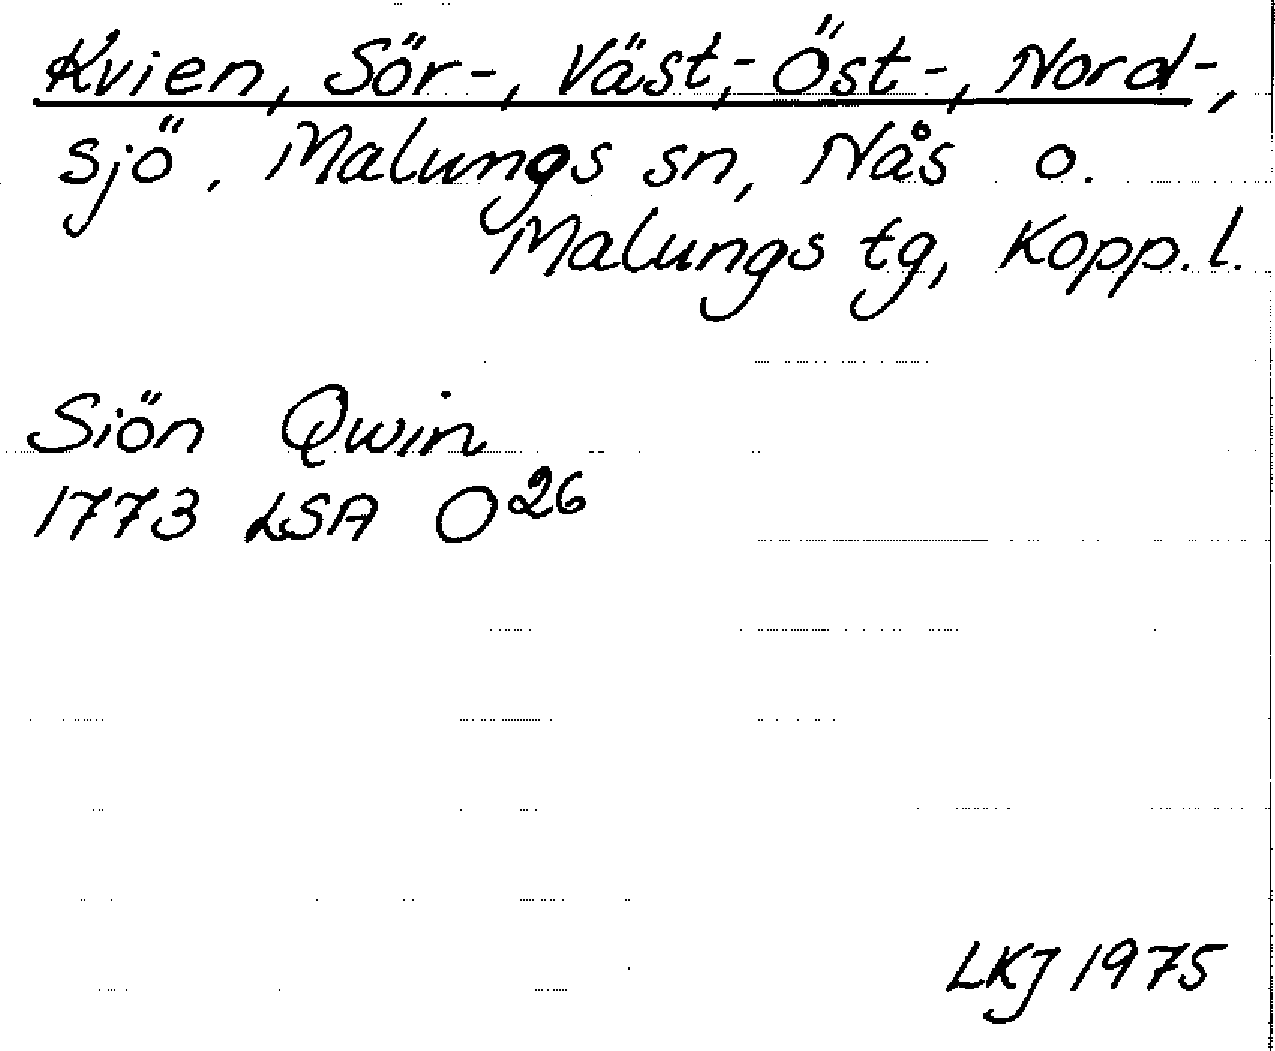 Kvien, Sör-, Väst,- Öst-, Nord-,
sjö, Malungs sn, Nås o.
Malungs tg, Kopp. l.
Siön Qwin
1773 LSA O26
LKJ 1975